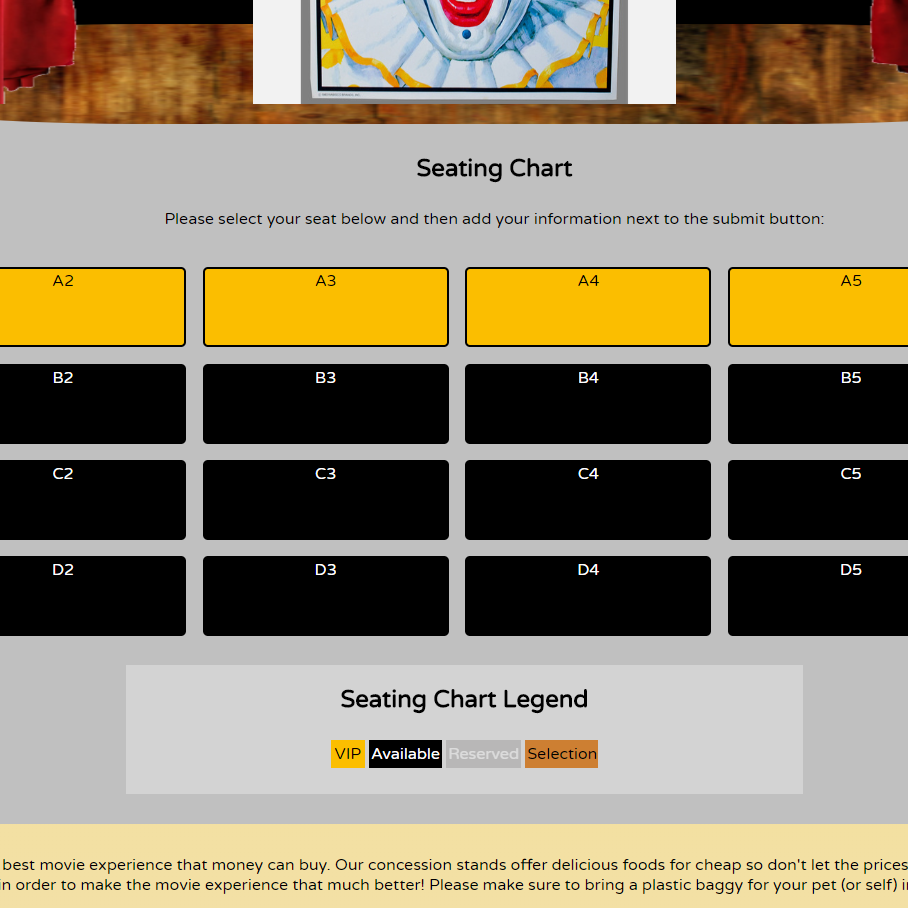 Seating Chart
Please select your seat below and then add your information next to the submit button:
A2 A3 A4 A5
B2 B3 B4 B5
C2 C3 C4 C5
D2 D3 D4 D5
Seating Chart Legend
VIP Available Reserved Selection
best movie experience that money can buy. Our concession stands offer delicious foods for cheap so don't let the prices
in order to make the movie experience that much better! Please make sure to bring a plastic baggy for your pet (or self)